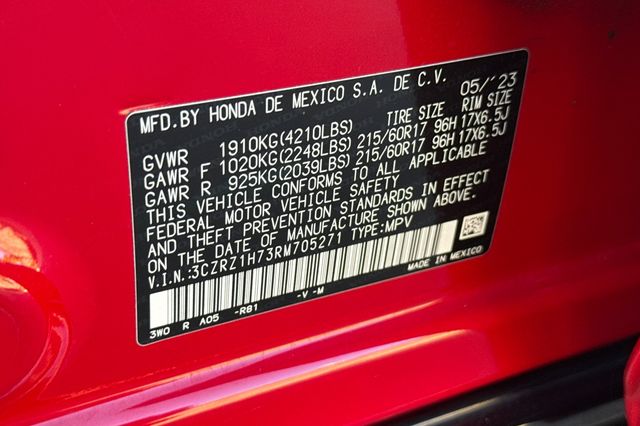 MFD.BY HONDA DE MEXICO S.A. DE C.V. 05/'23
TIRE SIZE RIM SIZE
GVWR 1910KG(4210LBS)
GAWR F 1020KG(2248LBS) 215/60R17 96H 17X6.5J
GAWR R 925KG(2039LBS) 215/60R17 96H 17X6.5J
THIS VEHICLE CONFORMS TO ALL APPLICABLE
FEDERAL MOTOR VEHICLE SAFETY
AND THEFT PREVENTION STANDARDS IN EFFECT
ON THE DATE OF MANUFACTURE SHOWN ABOVE.
V.I.N.:3CZRZ1H73RM705271 TYPE:MPV
MADE IN MEXICO
3W0 R A05 -R81 -V -M